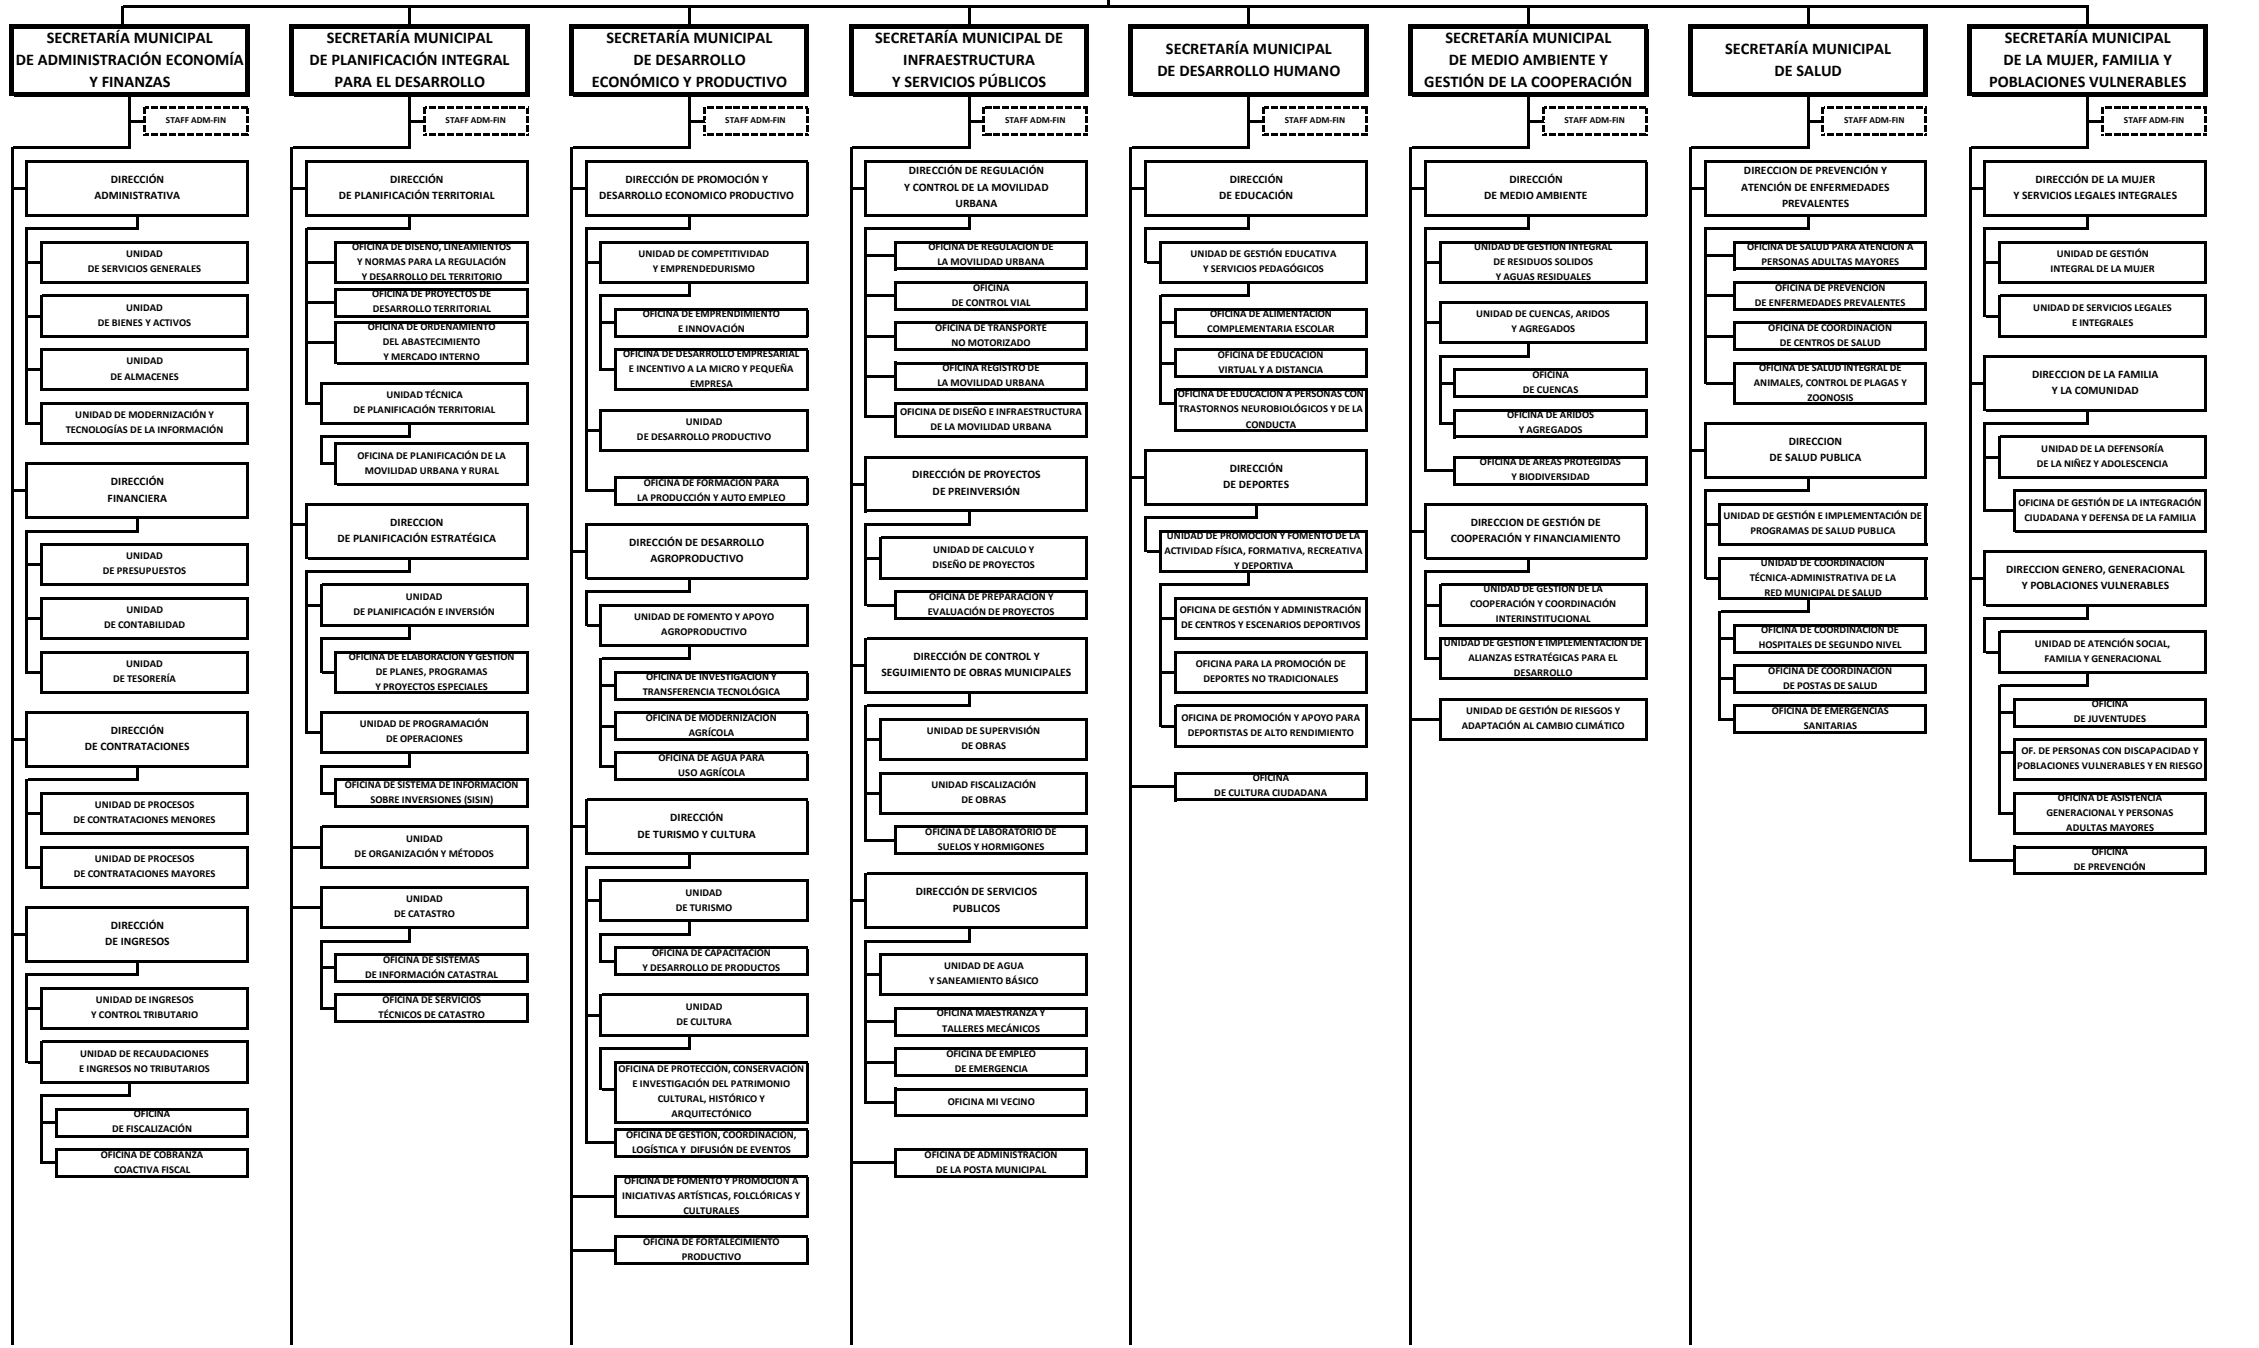 SECRETARÍA MUNICIPAL
DE ADMINISTRACIÓN ECONOMÍA
Y FINANZAS
STAFF ADM-FIN
DIRECCIÓN
ADMINISTRATIVA
UNIDAD
DE SERVICIOS GENERALES
UNIDAD
DE BIENES Y ACTIVOS
UNIDAD
DE ALMACENES
UNIDAD DE MODERNIZACIÓN Y
TECNOLOGÍAS DE LA INFORMACIÓN
DIRECCIÓN
FINANCIERA
UNIDAD
DE PRESUPUESTOS
UNIDAD
DE CONTABILIDAD
UNIDAD
DE TESORERÍA
DIRECCIÓN
DE CONTRATACIONES
UNIDAD DE PROCESOS
DE CONTRATACIONES MENORES
UNIDAD DE PROCESOS
DE CONTRATACIONES MAYORES
DIRECCIÓN
DE INGRESOS
UNIDAD DE INGRESOS
Y CONTROL TRIBUTARIO
UNIDAD DE RECAUDACIONES
E INGRESOS NO TRIBUTARIOS
OFICINA
DE FISCALIZACIÓN
OFICINA DE COBRANZA
COACTIVA FISCAL
SECRETARÍA MUNICIPAL
DE PLANIFICACIÓN INTEGRAL
PARA EL DESARROLLO
STAFF ADM-FIN
DIRECCIÓN
DE PLANIFICACIÓN TERRITORIAL
OFICINA DE DISEÑO, LINEAMIENTOS
Y NORMAS PARA LA REGULACIÓN
Y DESARROLLO DEL TERRITORIO
OFICINA DE PROYECTOS DE
DESARROLLO TERRITORIAL
OFICINA DE ORDENAMIENTO
DEL ABASTECIMIENTO
Y MERCADO INTERNO
UNIDAD TÉCNICA
DE PLANIFICACIÓN TERRITORIAL
OFICINA DE PLANIFICACIÓN DE LA
MOVILIDAD URBANA Y RURAL
DIRECCION
DE PLANIFICACIÓN ESTRATÉGICA
UNIDAD
DE PLANIFICACIÓN E INVERSIÓN
OFICINA DE ELABORACIÓN Y GESTIÓN
DE PLANES, PROGRAMAS
Y PROYECTOS ESPECIALES
UNIDAD DE PROGRAMACIÓN
DE OPERACIONES
OFICINA DE SISTEMA DE INFORMACIÓN
SOBRE INVERSIONES (SISIN)
UNIDAD
DE ORGANIZACIÓN Y MÉTODOS
UNIDAD
DE CATASTRO
OFICINA DE SISTEMAS
DE INFORMACIÓN CATASTRAL
OFICINA DE SERVICIOS
TÉCNICOS DE CATASTRO
SECRETARÍA MUNICIPAL
DE DESARROLLO
ECONÓMICO Y PRODUCTIVO
STAFF ADM-FIN
DIRECCIÓN DE PROMOCIÓN Y
DESARROLLO ECONOMICO PRODUCTIVO
UNIDAD DE COMPETITIVIDAD
Y EMPRENDEDURISMO
OFICINA DE EMPRENDIMIENTO
E INNOVACIÓN
OFICINA DE DESARROLLO EMPRESARIAL
E INCENTIVO A LA MICRO Y PEQUEÑA
EMPRESA
UNIDAD
DE DESARROLLO PRODUCTIVO
OFICINA DE FORMACIÓN PARA
LA PRODUCCIÓN Y AUTO EMPLEO
DIRECCIÓN DE DESARROLLO
AGROPRODUCTIVO
UNIDAD DE FOMENTO Y APOYO
AGROPRODUCTIVO
OFICINA DE INVESTIGACIÓN Y
TRANSFERENCIA TECNOLÓGICA
OFICINA DE MODERNIZACIÓN
AGRÍCOLA
OFICINA DE AGUA PARA
USO AGRÍCOLA
DIRECCIÓN
DE TURISMO Y CULTURA
UNIDAD
DE TURISMO
OFICINA DE CAPACITACIÓN
Y DESARROLLO DE PRODUCTOS
UNIDAD
DE CULTURA
OFICINA DE PROTECCIÓN, CONSERVACIÓN
E INVESTIGACIÓN DEL PATRIMONIO
CULTURAL, HISTÓRICO Y
ARQUITECTÓNICO
OFICINA DE GESTIÓN, COORDINACIÓN,
LOGÍSTICA Y DIFUSIÓN DE EVENTOS
OFICINA DE FOMENTO Y PROMOCIÓN A
INICIATIVAS ARTÍSTICAS, FOLCLÓRICAS Y
CULTURALES
OFICINA DE FORTALECIMIENTO
PRODUCTIVO
SECRETARÍA MUNICIPAL DE
INFRAESTRUCTURA
Y SERVICIOS PÚBLICOS
STAFF ADM-FIN
DIRECCIÓN DE REGULACIÓN
Y CONTROL DE LA MOVILIDAD
URBANA
OFICINA DE REGULACIÓN DE
LA MOVILIDAD URBANA
OFICINA
DE CONTROL VIAL
OFICINA DE TRANSPORTE
NO MOTORIZADO
OFICINA REGISTRO DE
LA MOVILIDAD URBANA
OFICINA DE DISEÑO E INFRAESTRUCTURA
DE LA MOVILIDAD URBANA
DIRECCIÓN DE PROYECTOS
DE PREINVERSIÓN
UNIDAD DE CALCULO Y
DISEÑO DE PROYECTOS
OFICINA DE PREPARACIÓN Y
EVALUACIÓN DE PROYECTOS
DIRECCIÓN DE CONTROL Y
SEGUIMIENTO DE OBRAS MUNICIPALES
UNIDAD DE SUPERVISIÓN
DE OBRAS
UNIDAD FISCALIZACIÓN
DE OBRAS
OFICINA DE LABORATORIO DE
SUELOS Y HORMIGONES
DIRECCIÓN DE SERVICIOS
PUBLICOS
UNIDAD DE AGUA
Y SANEAMIENTO BÁSICO
OFICINA MAESTRANZA Y
TALLERES MECÁNICOS
OFICINA DE EMPLEO
DE EMERGENCIA
OFICINA MI VECINO
OFICINA DE ADMINISTRACIÓN
DE LA POSTA MUNICIPAL
SECRETARÍA MUNICIPAL
DE DESARROLLO HUMANO
STAFF ADM-FIN
DIRECCIÓN
DE EDUCACIÓN
UNIDAD DE GESTIÓN EDUCATIVA
Y SERVICIOS PEDAGÓGICOS
OFICINA DE ALIMENTACIÓN
COMPLEMENTARIA ESCOLAR
OFICINA DE EDUCACIÓN
VIRTUAL Y A DISTANCIA
OFICINA DE EDUCACIÓN A PERSONAS CON
TRASTORNOS NEUROBIOLÓGICOS Y DE LA
CONDUCTA
DIRECCIÓN
DE DEPORTES
UNIDAD DE PROMOCIÓN Y FOMENTO DE LA
ACTIVIDAD FÍSICA, FORMATIVA, RECREATIVA
Y DEPORTIVA
OFICINA DE GESTIÓN Y ADMINISTRACIÓN
DE CENTROS Y ESCENARIOS DEPORTIVOS
OFICINA PARA LA PROMOCIÓN DE
DEPORTES NO TRADICIONALES
OFICINA DE PROMOCIÓN Y APOYO PARA
DEPORTISTAS DE ALTO RENDIMIENTO
OFICINA
DE CULTURA CIUDADANA
SECRETARÍA MUNICIPAL
DE MEDIO AMBIENTE Y
GESTIÓN DE LA COOPERACIÓN
STAFF ADM-FIN
DIRECCIÓN
DE MEDIO AMBIENTE
UNIDAD DE GESTIÓN INTEGRAL
DE RESIDUOS SOLIDOS
Y AGUAS RESIDUALES
UNIDAD DE CUENCAS, ARIDOS
Y AGREGADOS
OFICINA
DE CUENCAS
OFICINA DE ARIDOS
Y AGREGADOS
OFICINA DE ÁREAS PROTEGIDAS
Y BIODIVERSIDAD
DIRECCION DE GESTIÓN DE
COOPERACIÓN Y FINANCIAMIENTO
UNIDAD DE GESTIÓN DE LA
COOPERACIÓN Y COORDINACIÓN
INTERINSTITUCIONAL
UNIDAD DE GESTIÓN E IMPLEMENTACIÓN DE
ALIANZAS ESTRATÉGICAS PARA EL
DESARROLLO
UNIDAD DE GESTIÓN DE RIESGOS Y
ADAPTACIÓN AL CAMBIO CLIMÁTICO
SECRETARÍA MUNICIPAL
DE SALUD
STAFF ADM-FIN
DIRECCION DE PREVENCIÓN Y
ATENCIÓN DE ENFERMEDADES
PREVALENTES
OFICINA DE SALUD PARA ATENCIÓN A
PERSONAS ADULTAS MAYORES
OFICINA DE PREVENCIÓN
DE ENFERMEDADES PREVALENTES
OFICINA DE COORDINACIÓN
DE CENTROS DE SALUD
OFICINA DE SALUD INTEGRAL DE
ANIMALES, CONTROL DE PLAGAS Y
ZOONOSIS
DIRECCION
DE SALUD PUBLICA
UNIDAD DE GESTIÓN E IMPLEMENTACIÓN DE
PROGRAMAS DE SALUD PUBLICA
UNIDAD DE COORDINACIÓN
TÉCNICA-ADMINISTRATIVA DE LA
RED MUNICIPAL DE SALUD
OFICINA DE COORDINACIÓN DE
HOSPITALES DE SEGUNDO NIVEL
OFICINA DE COORDINACIÓN
DE POSTAS DE SALUD
OFICINA DE EMERGENCIAS
SANITARIAS
SECRETARÍA MUNICIPAL
DE LA MUJER, FAMILIA Y
POBLACIONES VULNERABLES
STAFF ADM-FIN
DIRECCIÓN DE LA MUJER
Y SERVICIOS LEGALES INTEGRALES
UNIDAD DE GESTIÓN
INTEGRAL DE LA MUJER
UNIDAD DE SERVICIOS LEGALES
E INTEGRALES
DIRECCION DE LA FAMILIA
Y LA COMUNIDAD
UNIDAD DE LA DEFENSORÍA
DE LA NIÑEZ Y ADOLESCENCIA
OFICINA DE GESTIÓN DE LA INTEGRACIÓN
CIUDADANA Y DEFENSA DE LA FAMILIA
DIRECCION GENERO, GENERACIONAL
Y POBLACIONES VULNERABLES
UNIDAD DE ATENCIÓN SOCIAL,
FAMILIA Y GENERACIONAL
OFICINA
DE JUVENTUDES
OF. DE PERSONAS CON DISCAPACIDAD Y
POBLACIONES VULNERABLES Y EN RIESGO
OFICINA DE ASISTENCIA
GENERACIONAL Y PERSONAS
ADULTAS MAYORES
OFICINA
DE PREVENCIÓN